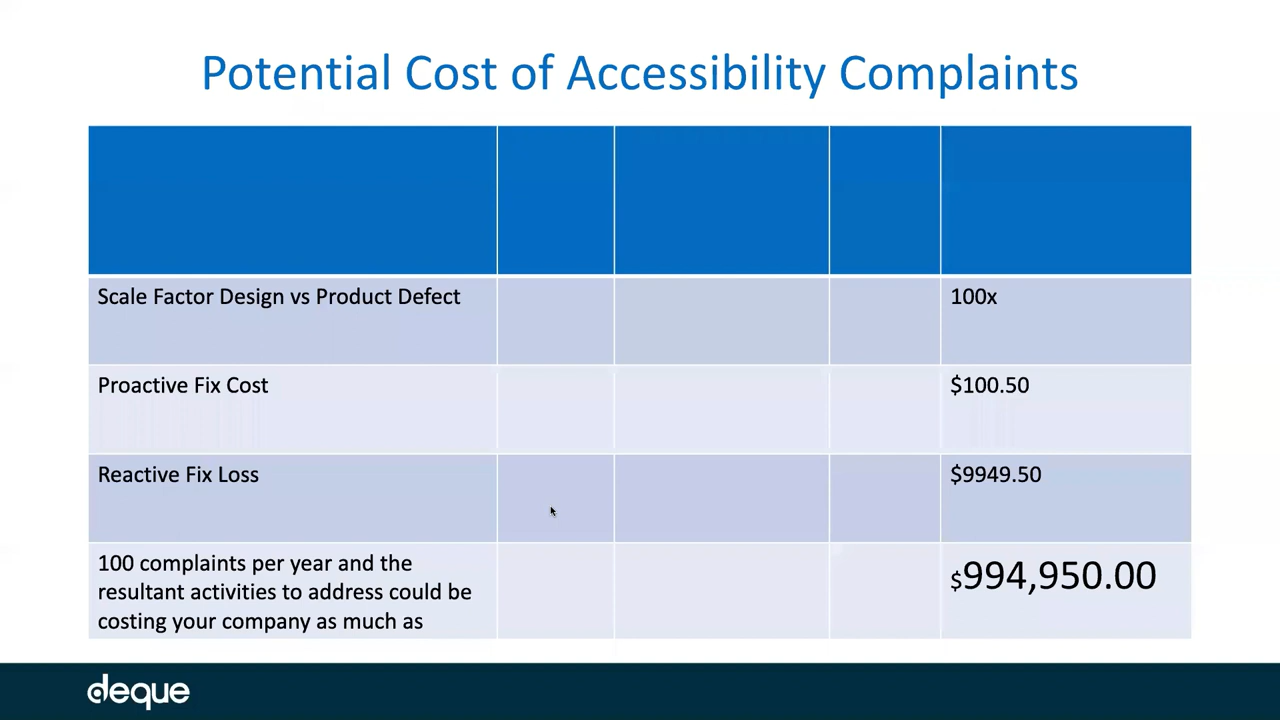 Potential Cost of Accessibility Complaints
Scale Factor Design vs Product Defect
100x
Proactive Fix Cost
$100.50
Reactive Fix Loss
$9949.50
100 complaints per year and the
resultant activities to address could be
costing your company as much as
$994,950.00
deque